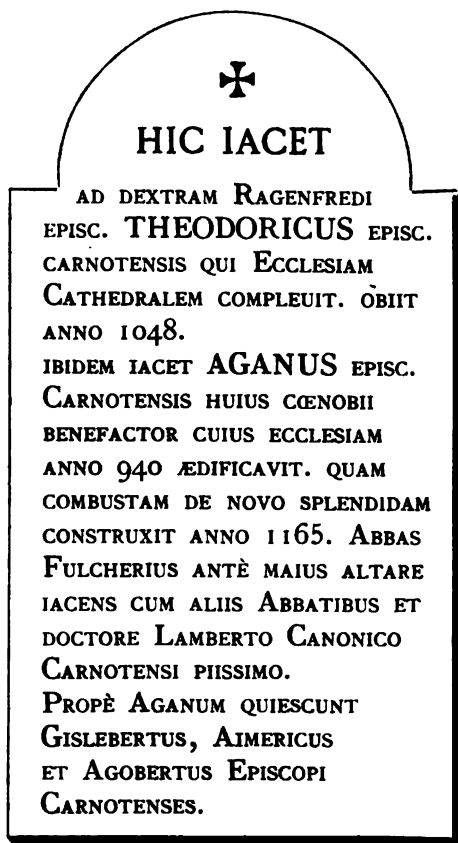 HIC IACET
AD DEXTRAM RAGENFREDI
EPISC. THEODORICUS EPISC.
CARNOTENSIS QUI ECCLESIAM
CATHEDRALEM COMPLEUIT. OBIIT
ANNO 1048.
IBIDEM IACET AGANUS EPISC.
CARNOTENSIS HUIUS CŒNOBII
BENEFACTOR CUIUS ECCLESIAM
ANNO 940 ÆDIFICAVIT. QUAM
COMBUSTAM DE NOVO SPLENDIDAM
CONSTRUXIT ANNO 1165. ABBAS
FULCHERIUS ANTÈ MAIUS ALTARE
IACENS CUM ALIIS ABBATIBUS ET
DOCTORE LAMBERTO CANONICO
CARNOTENSI PIISSIMO.
PROPÈ AGANUM QUIESCUNT
GISLEBERTUS, AIMERICUS
ET AGOBERTUS EPISCOPI
CARNOTENSES.